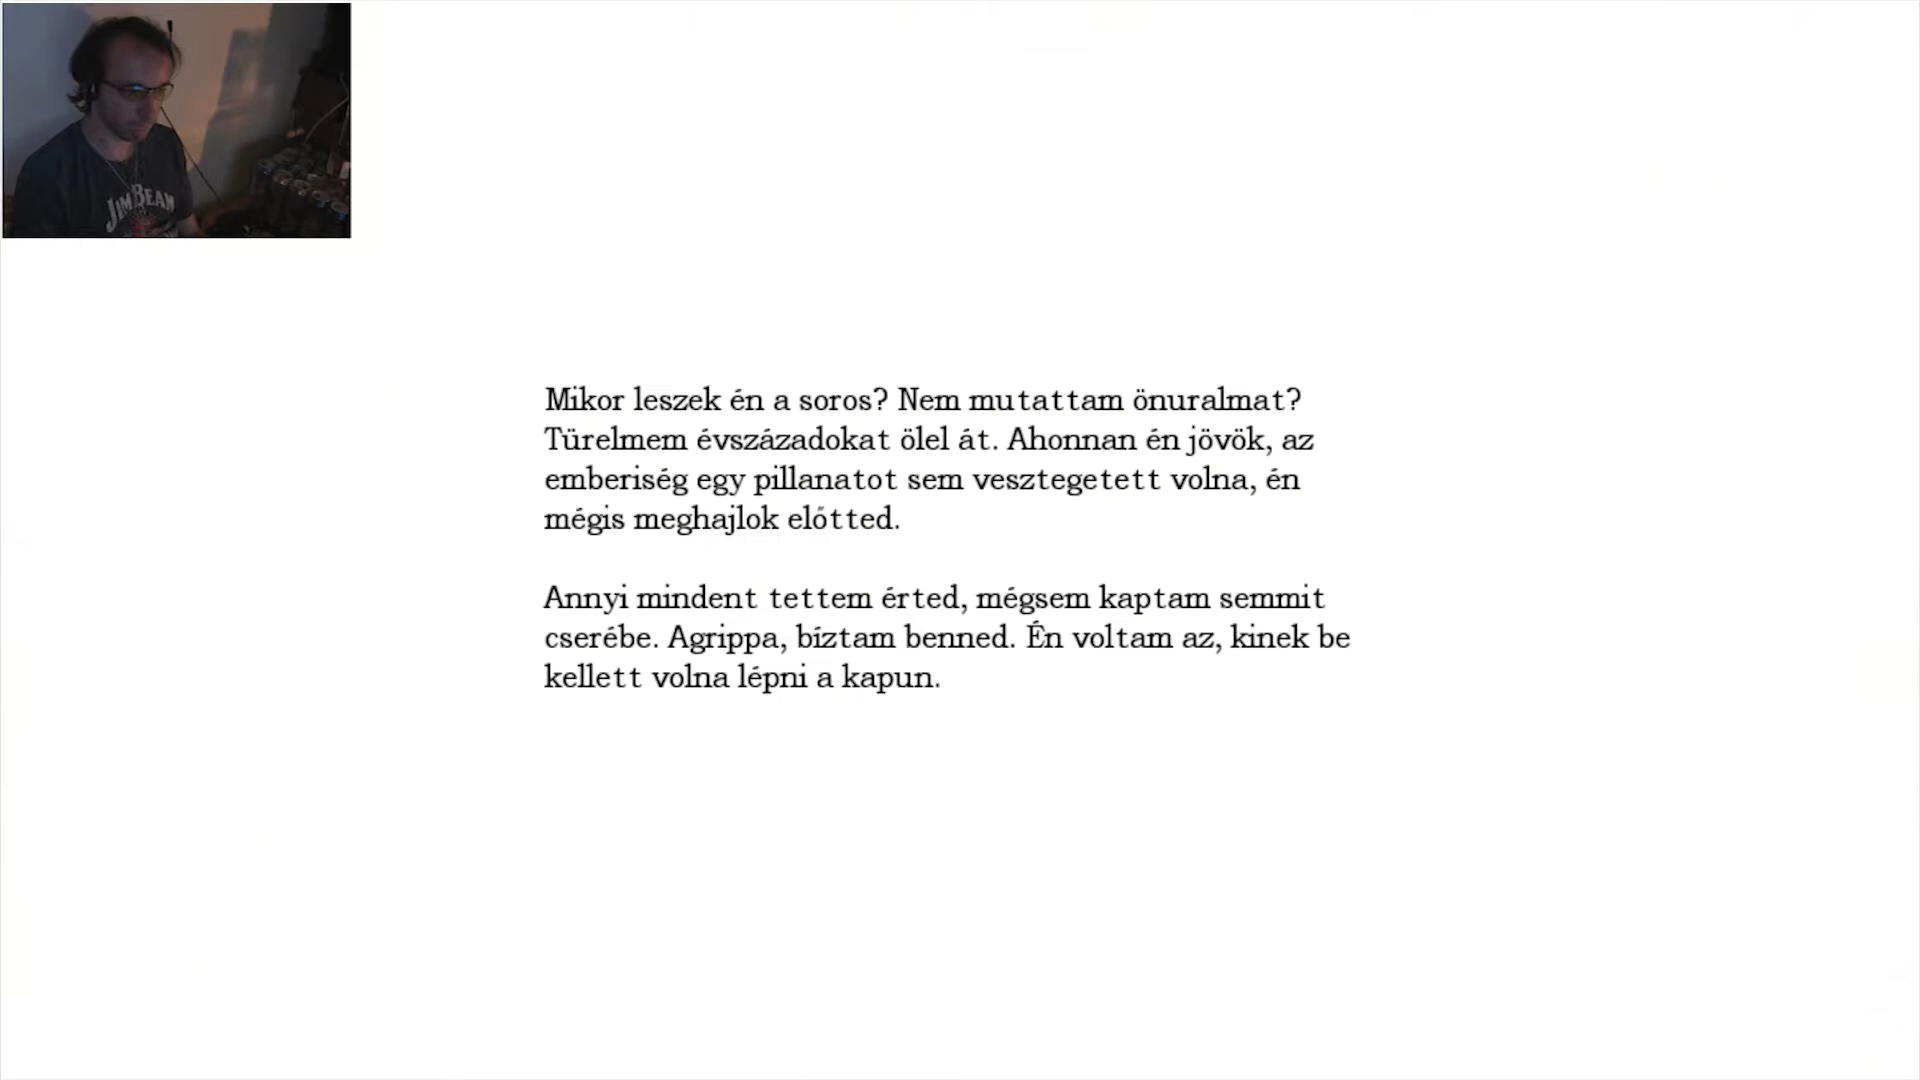 JIM BEAM
Mikor leszek én a soros? Nem mutattam önuralmat?
Türelmem évszázadokat ölel át. Ahonnan én jövök, az
emberiség egy pillanatot sem vesztegetett volna, én
mégis meghajlok előtted.
Annyi mindent tettem érted, mégsem kaptam semmit
cserébe. Agrippa, bíztam benned. Én voltam az, kinek be
kellett volna lépni a kapun.